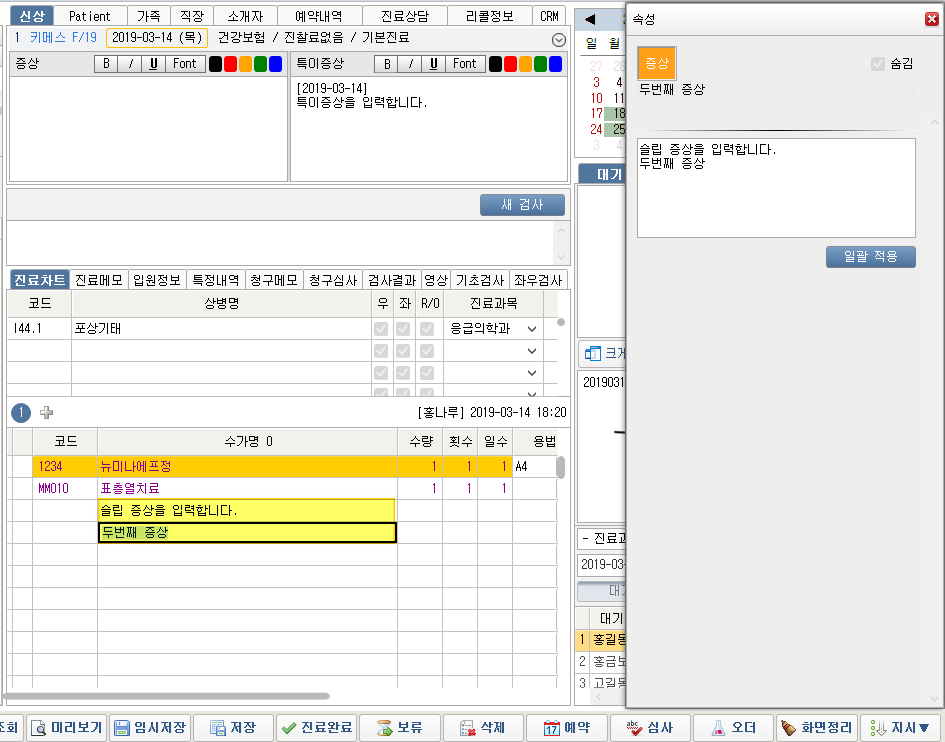 신상 Patient 가족 직장 소개자 예약내역 진료상담 리콜정보 CRM
1 키메스 F/19 2019-03-14 (목) 건강보험 / 진찰료없음 / 기본진료
증상 B / U Font 특이증상 B / U Font
[2019-03-14]
특이증상을 입력합니다.
새 검사
진료차트 진료메모 입원정보 특정내역 청구메모 청구심사 검사결과 영상 기초검사 좌우검사
코드 상병명 우 좌 R/O 진료과목
I44.1 포상기태 응급의학과
1 [홍나루] 2019-03-14 18:20
코드 수가명 0 수량 횟수 일수 용법
1234 뉴미나에프정 1 1 1 A4
MM010 표층열치료 1 1 1
슬립 증상을 입력합니다.
두번째 증상
일 월
27 28
3 4
10 11
17 18
24 25
3 4
대기
크게
2019031
- 진료과
2019-03-
대기
대기
1 홍길동
2 홍금보
3 고길동
속성
증상 숨김
두번째 증상
슬립 증상을 입력합니다.
두번째 증상
일괄 적용
조회 미리보기 임시저장 저장 진료완료 보류 삭제 예약 심사 오더 화면정리 지시▼